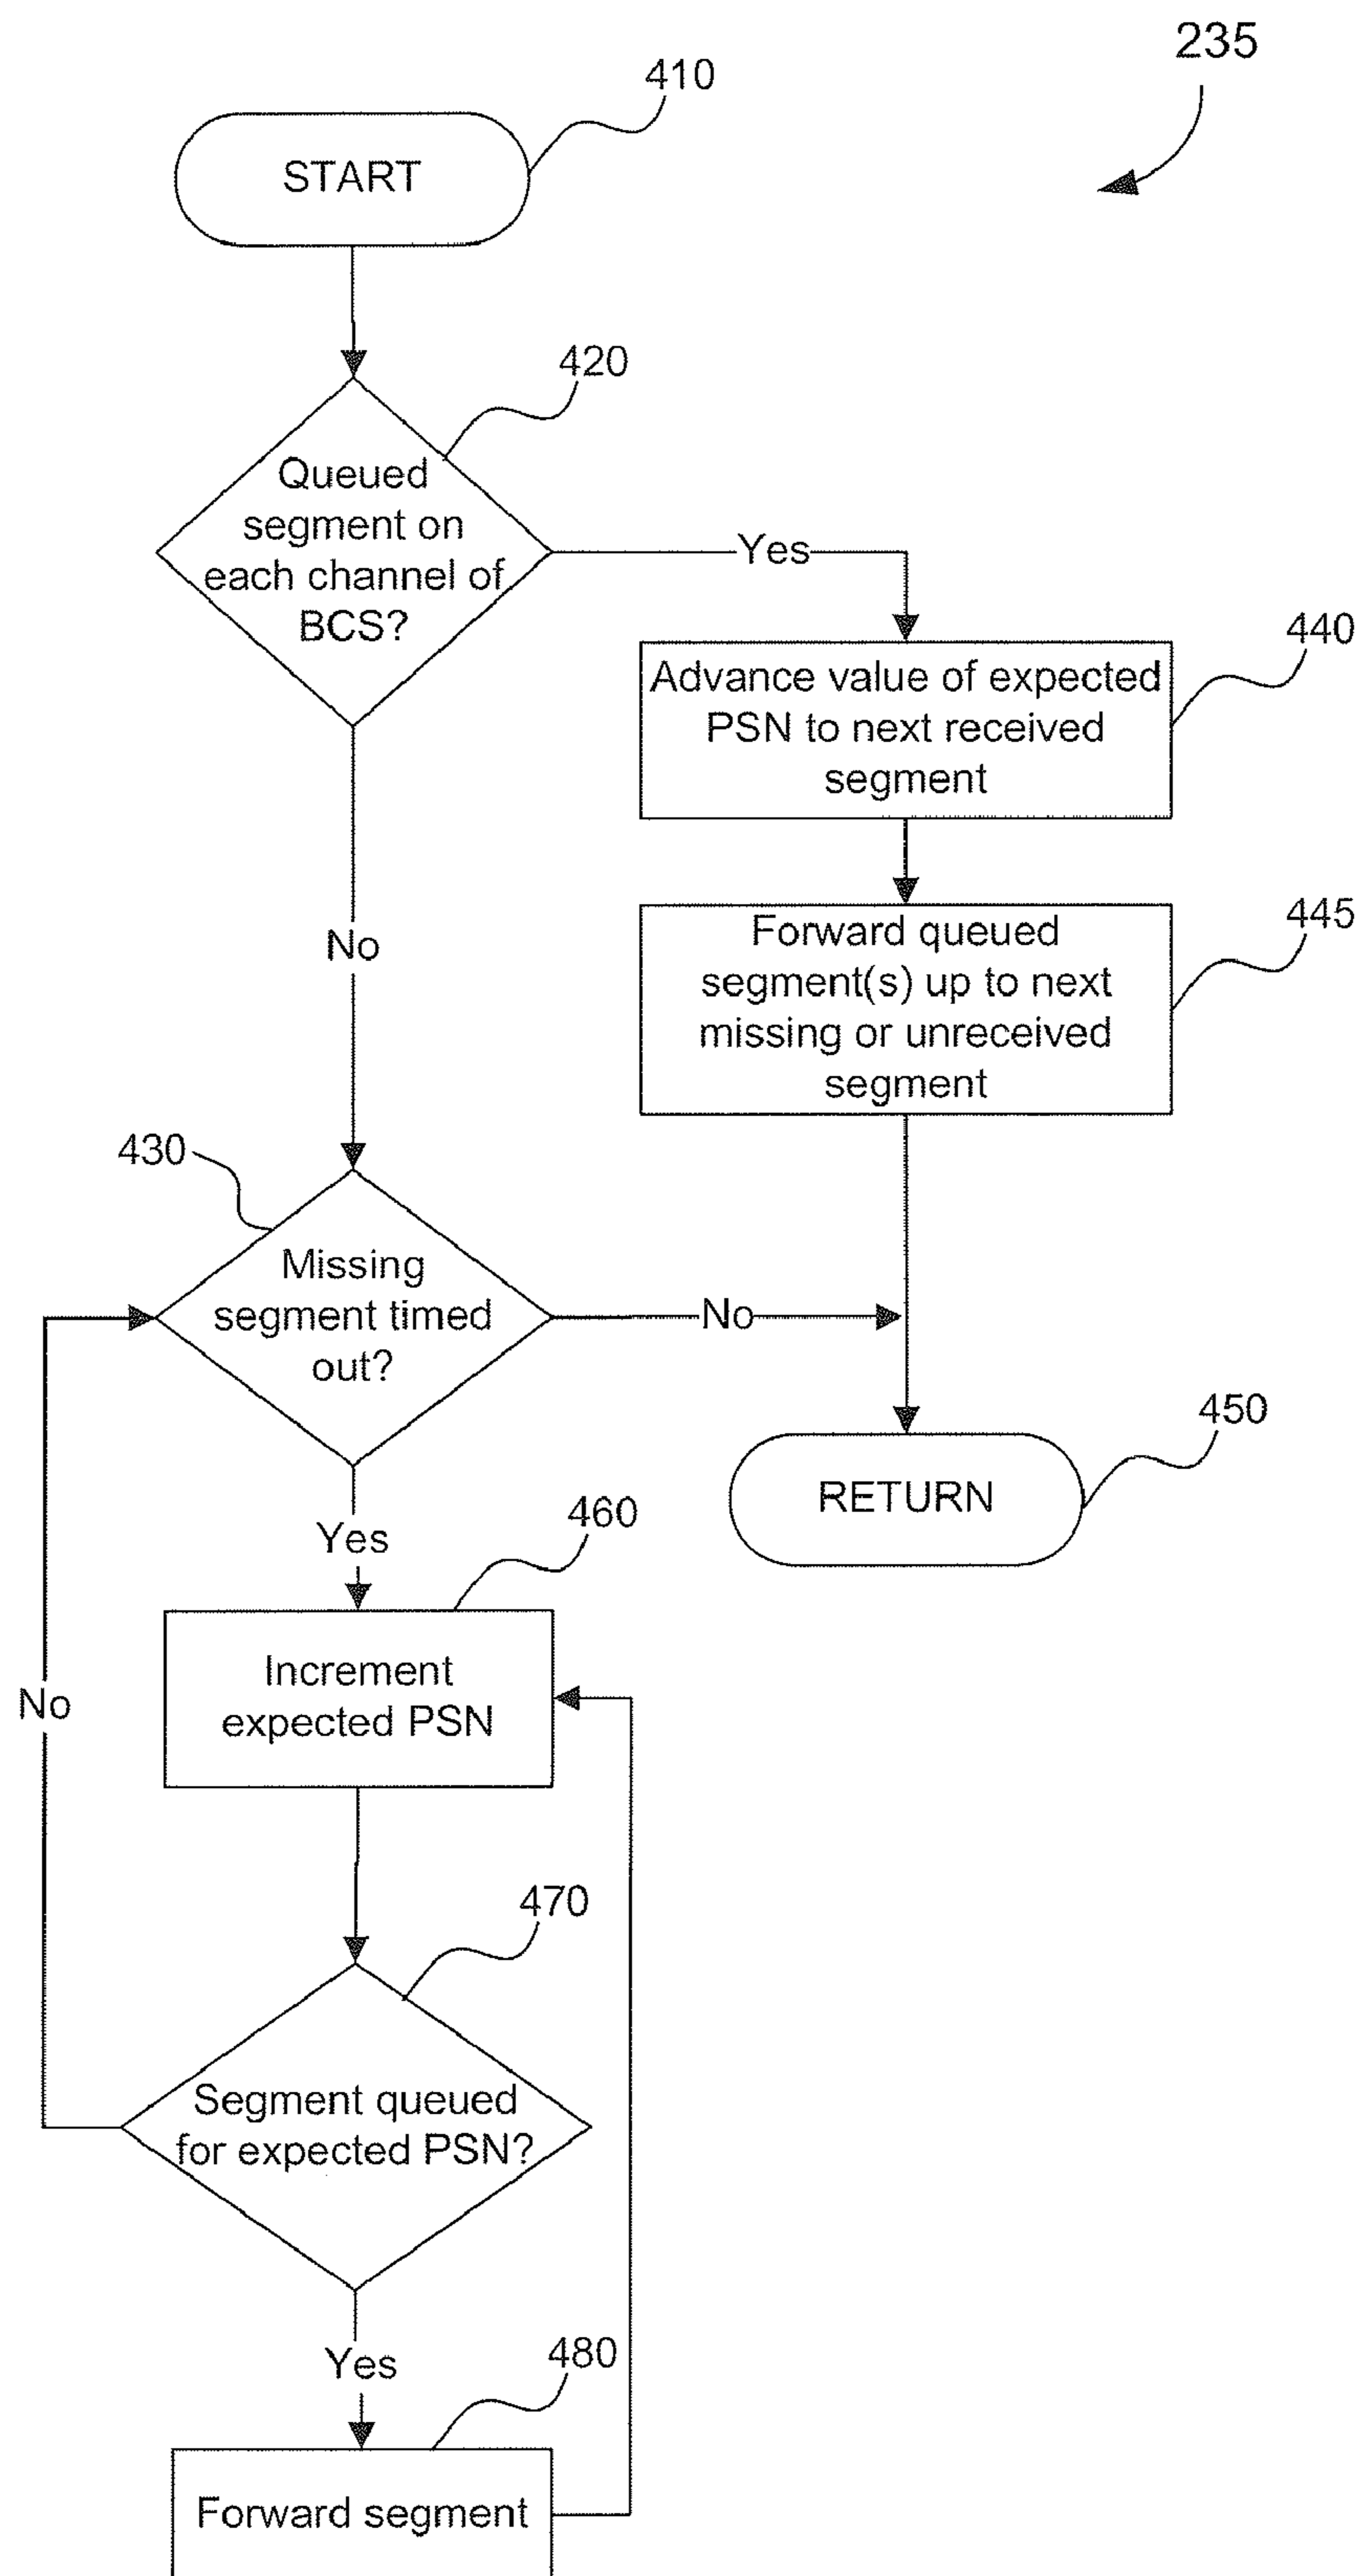 235
410
START
420
Queued
segment on
each channel of
BCS?
Yes
440
Advance value of expected
PSN to next received
segment
445
Forward queued
segment(s) up to next
missing or unreceived
segment
No
430
Missing
segment timed
out?
No
450
RETURN
Yes
460
Increment
expected PSN
No
470
Segment queued
for expected PSN?
Yes
480
Forward segment